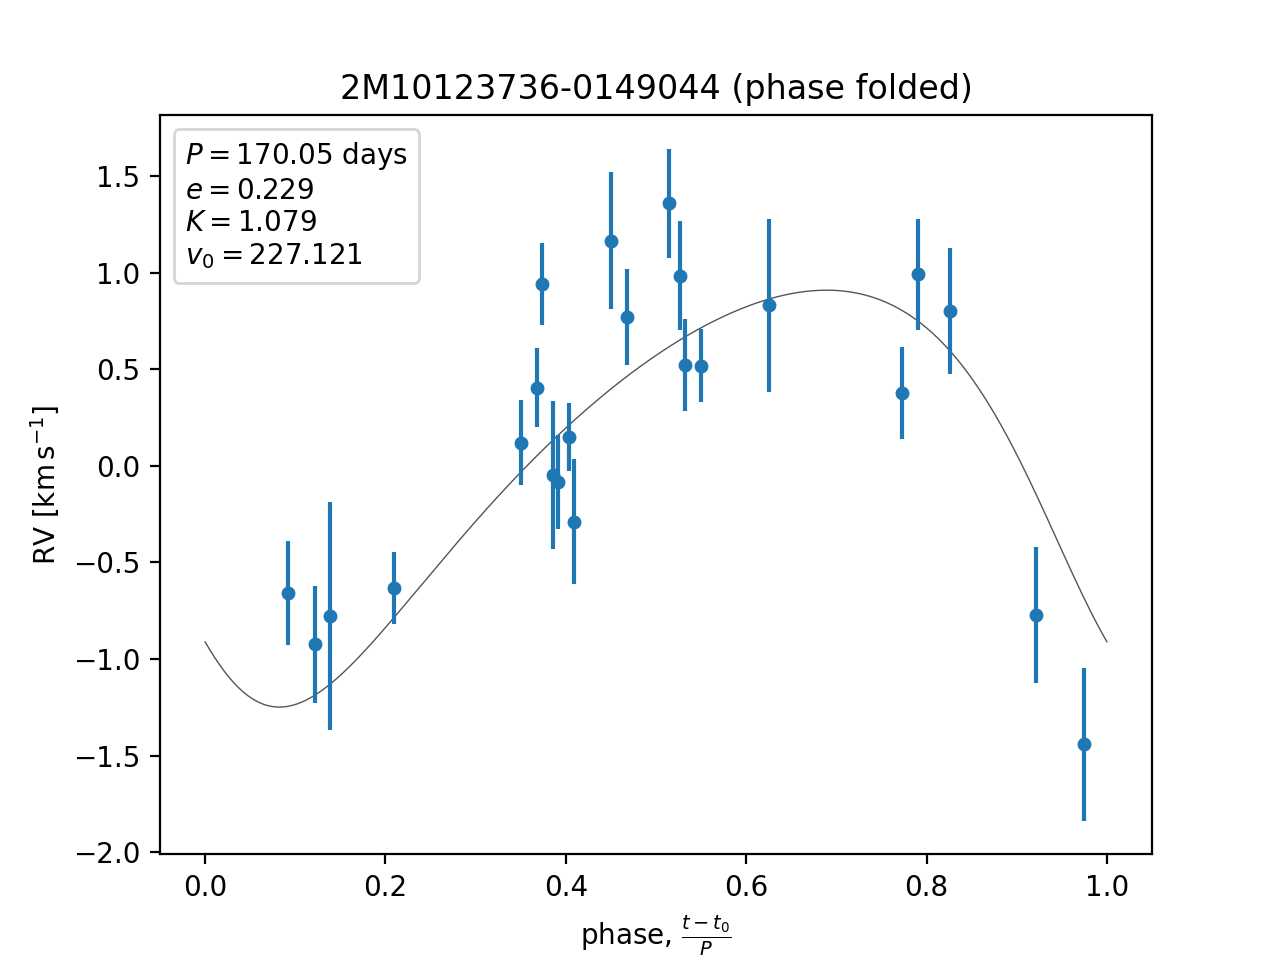 2M10123736-0149044 (phase folded)
P = 170.05 days
e = 0.229
K = 1.079
v₀ = 227.121
RV [km s⁻¹]
1.5
1.0
0.5
0.0
−0.5
−1.0
−1.5
−2.0
0.0 0.2 0.4 0.6 0.8 1.0
phase, (t − t₀)/P